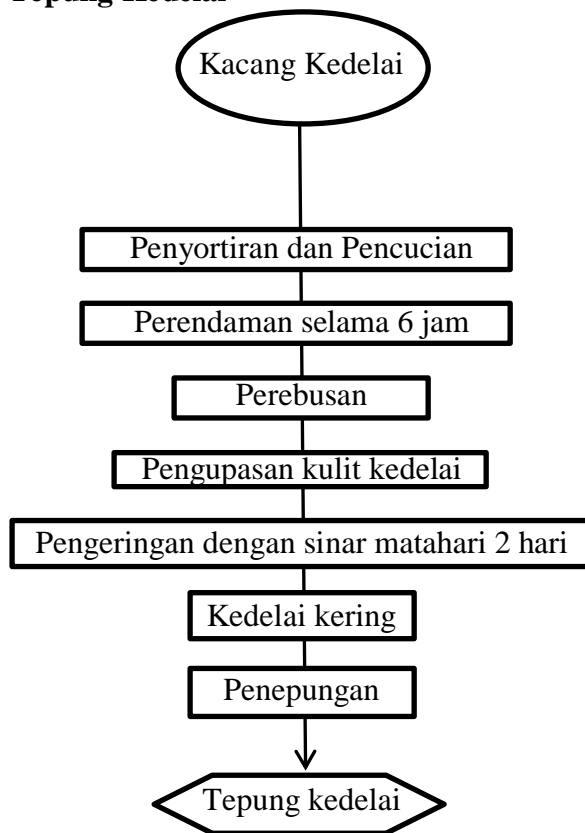 Tepung Kedelai
Kacang Kedelai
Penyortiran dan Pencucian
Perendaman selama 6 jam
Perebusan
Pengupasan kulit kedelai
Pengeringan dengan sinar matahari 2 hari
Kedelai kering
Penepungan
Tepung kedelai